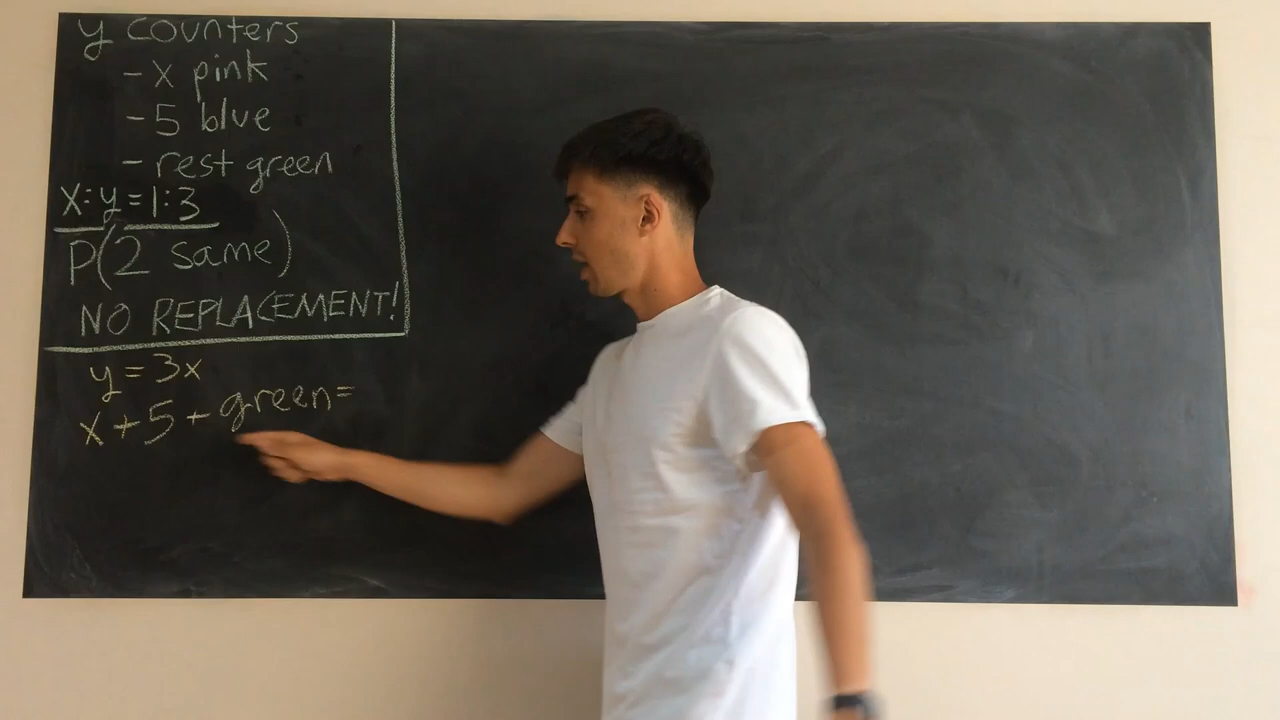 y counters
- x pink
- 5 blue
- rest green
x:y=1:3
P(2 same)
NO REPLACEMENT!
y = 3x
x + 5 + green =